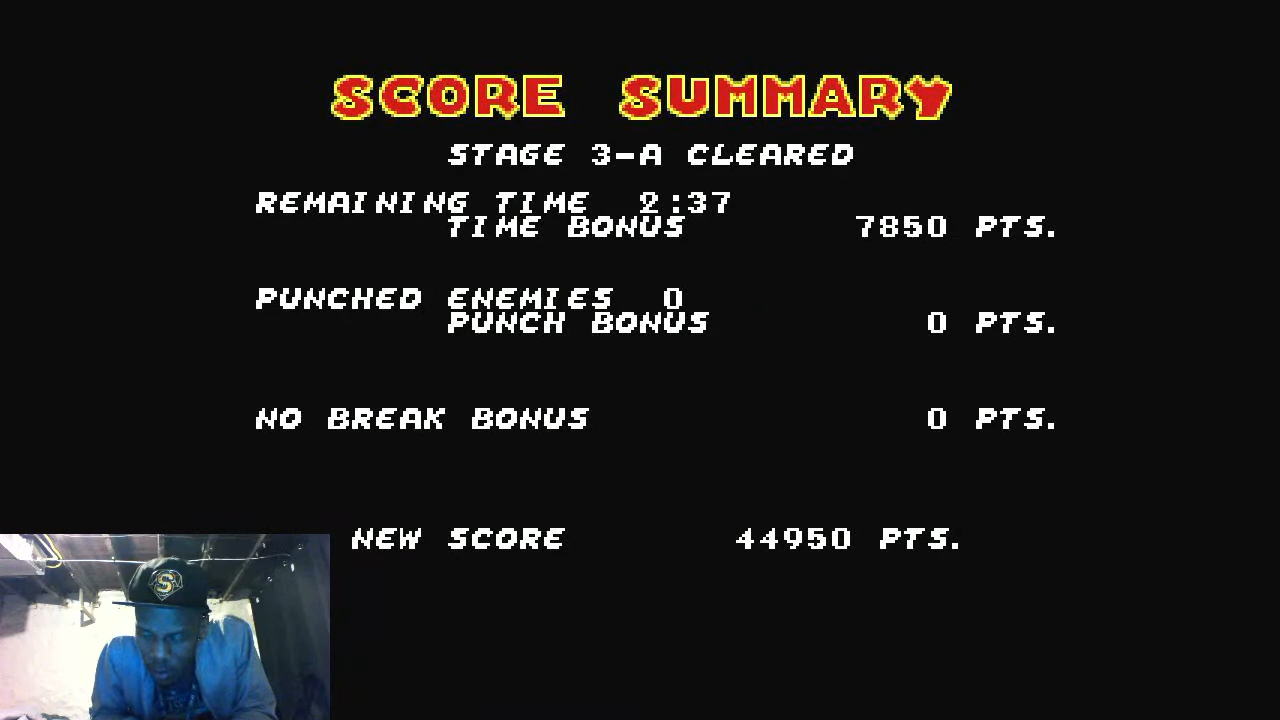 SCORE SUMMARY
STAGE 3-A CLEARED
REMAINING TIME 2:37
TIME BONUS 7850 PTS.
PUNCHED ENEMIES 0
PUNCH BONUS 0 PTS.
NO BREAK BONUS 0 PTS.
NEW SCORE 44950 PTS.
S